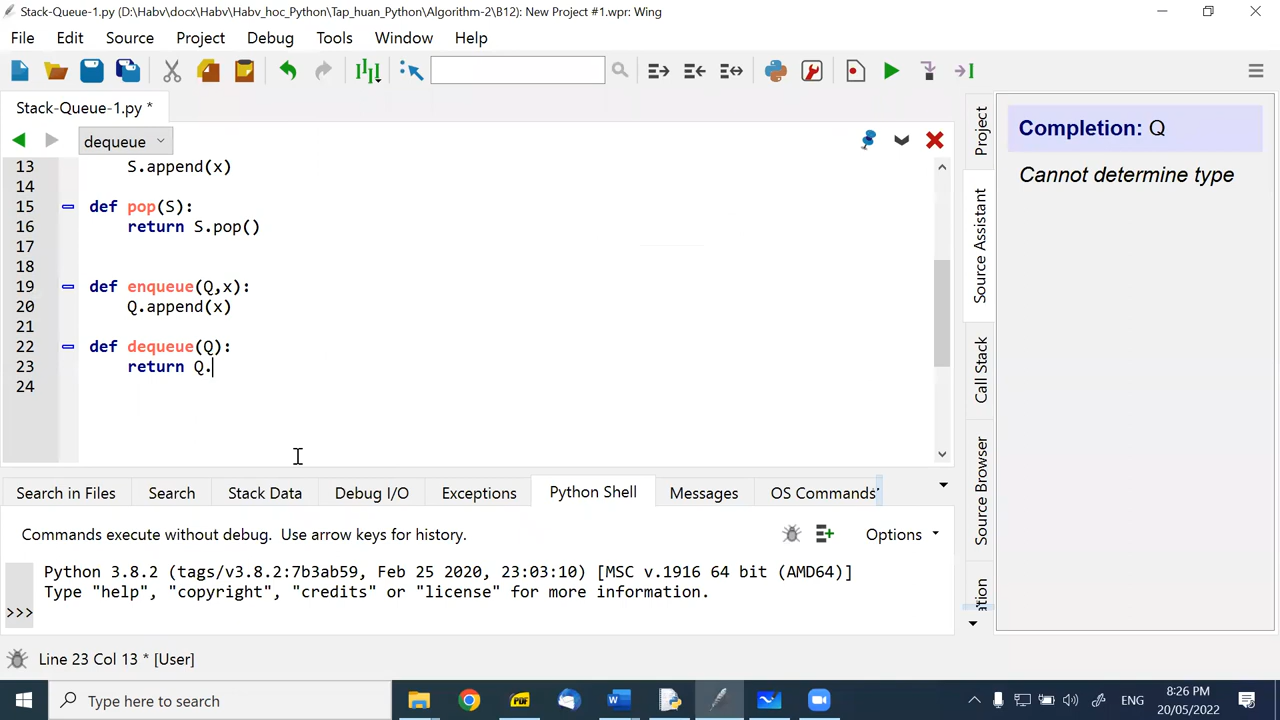 Stack-Queue-1.py (D:\Habv\docx\Habv\Habv_hoc_Python\Tap_huan_Python\Algorithm-2\B12): New Project #1.wpr: Wing
File Edit Source Project Debug Tools Window Help
Stack-Queue-1.py *
dequeue
13 S.append(x)
14
15 def pop(S):
16 return S.pop()
17
18
19 def enqueue(Q,x):
20 Q.append(x)
21
22 def dequeue(Q):
23 return Q.
24
Project
Source Assistant
Call Stack
Source Browser
Completion: Q
Cannot determine type
Search in Files Search Stack Data Debug I/O Exceptions Python Shell Messages OS Commands
Commands execute without debug. Use arrow keys for history.
Options
Python 3.8.2 (tags/v3.8.2:7b3ab59, Feb 25 2020, 23:03:10) [MSC v.1916 64 bit (AMD64)]
Type "help", "copyright", "credits" or "license" for more information.
>>>
Line 23 Col 13 * [User]
Type here to search
PDF
ENG
8:26 PM
20/05/2022